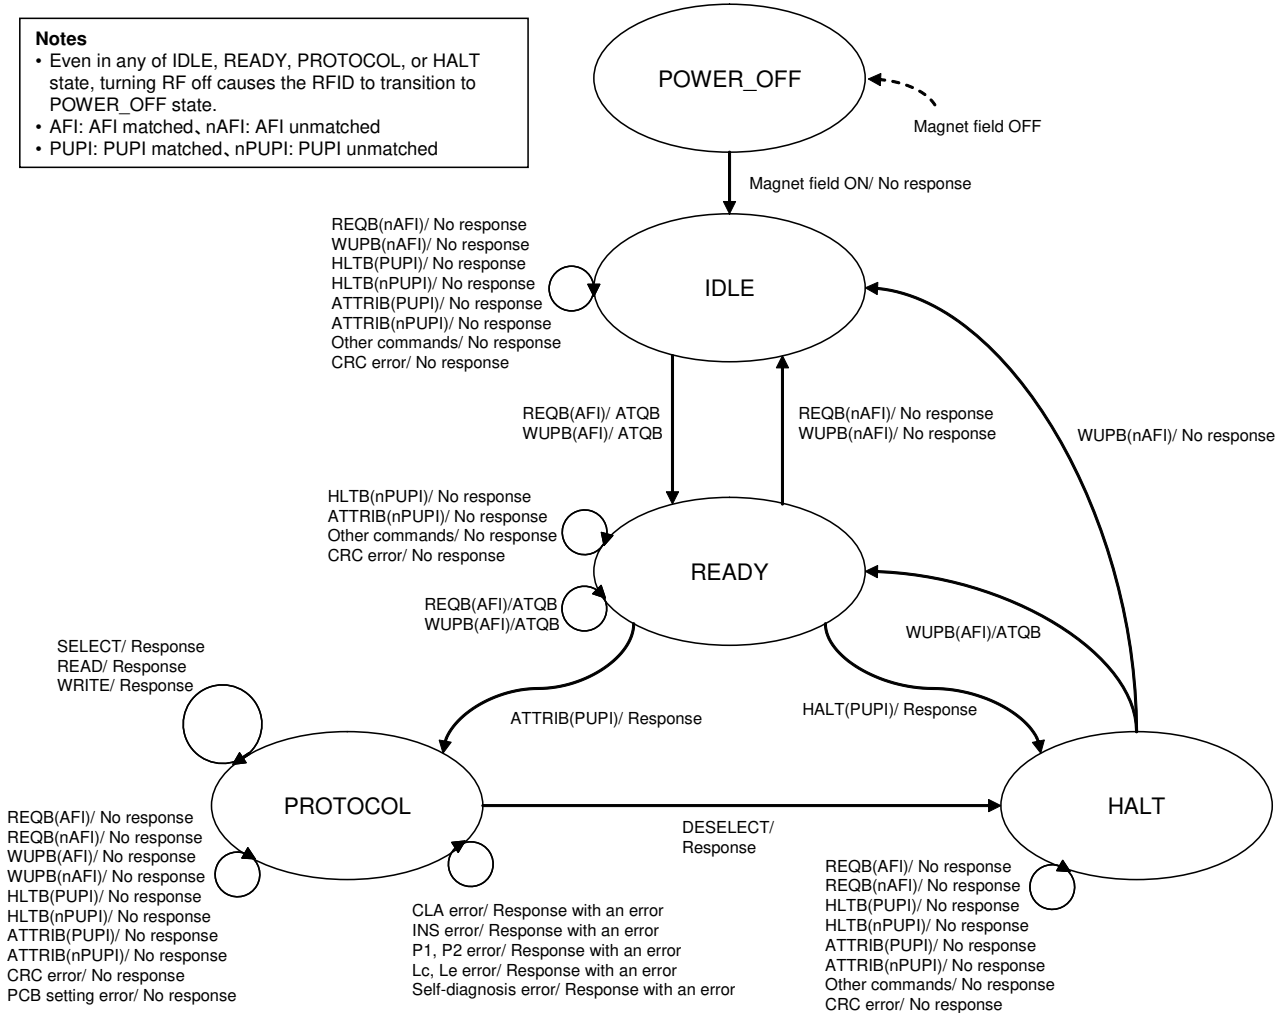 Notes
• Even in any of IDLE, READY, PROTOCOL, or HALT
state, turning RF off causes the RFID to transition to
POWER_OFF state.
• AFI: AFI matched、nAFI: AFI unmatched
• PUPI: PUPI matched、nPUPI: PUPI unmatched
POWER_OFF
Magnet field OFF
Magnet field ON/ No response
REQB(nAFI)/ No response
WUPB(nAFI)/ No response
HLTB(PUPI)/ No response
HLTB(nPUPI)/ No response
ATTRIB(PUPI)/ No response
ATTRIB(nPUPI)/ No response
Other commands/ No response
CRC error/ No response
IDLE
REQB(AFI)/ ATQB
WUPB(AFI)/ ATQB
REQB(nAFI)/ No response
WUPB(nAFI)/ No response
WUPB(nAFI)/ No response
HLTB(nPUPI)/ No response
ATTRIB(nPUPI)/ No response
Other commands/ No response
CRC error/ No response
READY
REQB(AFI)/ATQB
WUPB(AFI)/ATQB
WUPB(AFI)/ATQB
SELECT/ Response
READ/ Response
WRITE/ Response
ATTRIB(PUPI)/ Response
HALT(PUPI)/ Response
PROTOCOL
HALT
DESELECT/
Response
REQB(AFI)/ No response
REQB(nAFI)/ No response
WUPB(AFI)/ No response
WUPB(nAFI)/ No response
HLTB(PUPI)/ No response
HLTB(nPUPI)/ No response
ATTRIB(PUPI)/ No response
ATTRIB(nPUPI)/ No response
CRC error/ No response
PCB setting error/ No response
CLA error/ Response with an error
INS error/ Response with an error
P1, P2 error/ Response with an error
Lc, Le error/ Response with an error
Self-diagnosis error/ Response with an error
REQB(AFI)/ No response
REQB(nAFI)/ No response
HLTB(PUPI)/ No response
HLTB(nPUPI)/ No response
ATTRIB(PUPI)/ No response
ATTRIB(nPUPI)/ No response
Other commands/ No response
CRC error/ No response